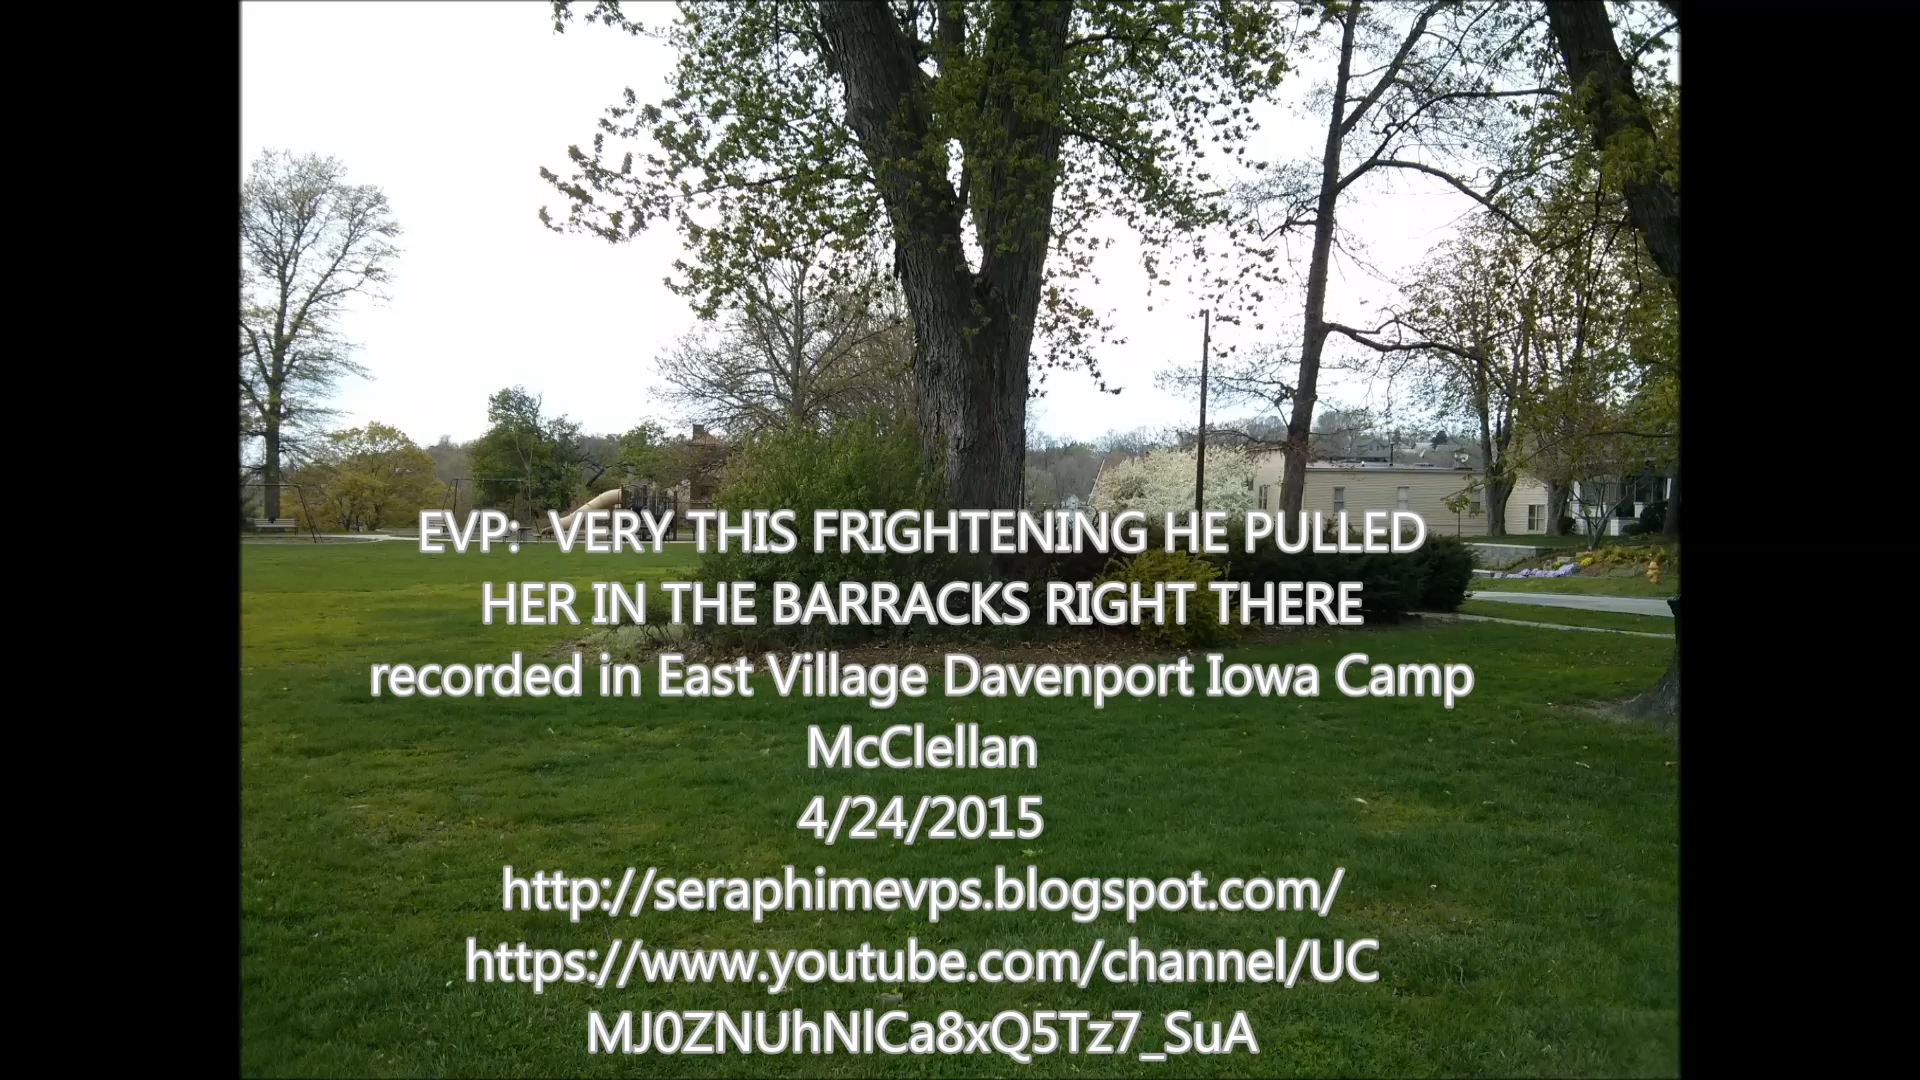 EVP:  VERY THIS FRIGHTENING HE PULLED
HER IN THE BARRACKS RIGHT THERE
recorded in East Village Davenport Iowa Camp
McClellan
4/24/2015
http://seraphimevps.blogspot.com/
https://www.youtube.com/channel/UC
MJ0ZNUhNlCa8xQ5Tz7_SuA